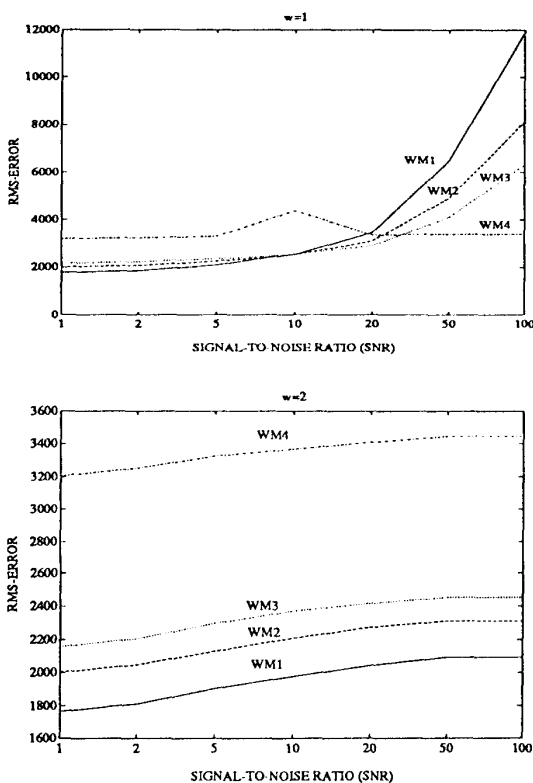 w=1
12000
10000
8000
6000
4000
2000
0
RMS-ERROR
WM1
WM2
WM3
WM4
1 2 5 10 20 50 100
SIGNAL-TO-NOISE RATIO (SNR)
w=2
3600
3400
3200
3000
2800
2600
2400
2200
2000
1800
1600
RMS-ERROR
WM4
WM3
WM2
WM1
1 2 5 10 20 50 100
SIGNAL-TO-NOISE RATIO (SNR)